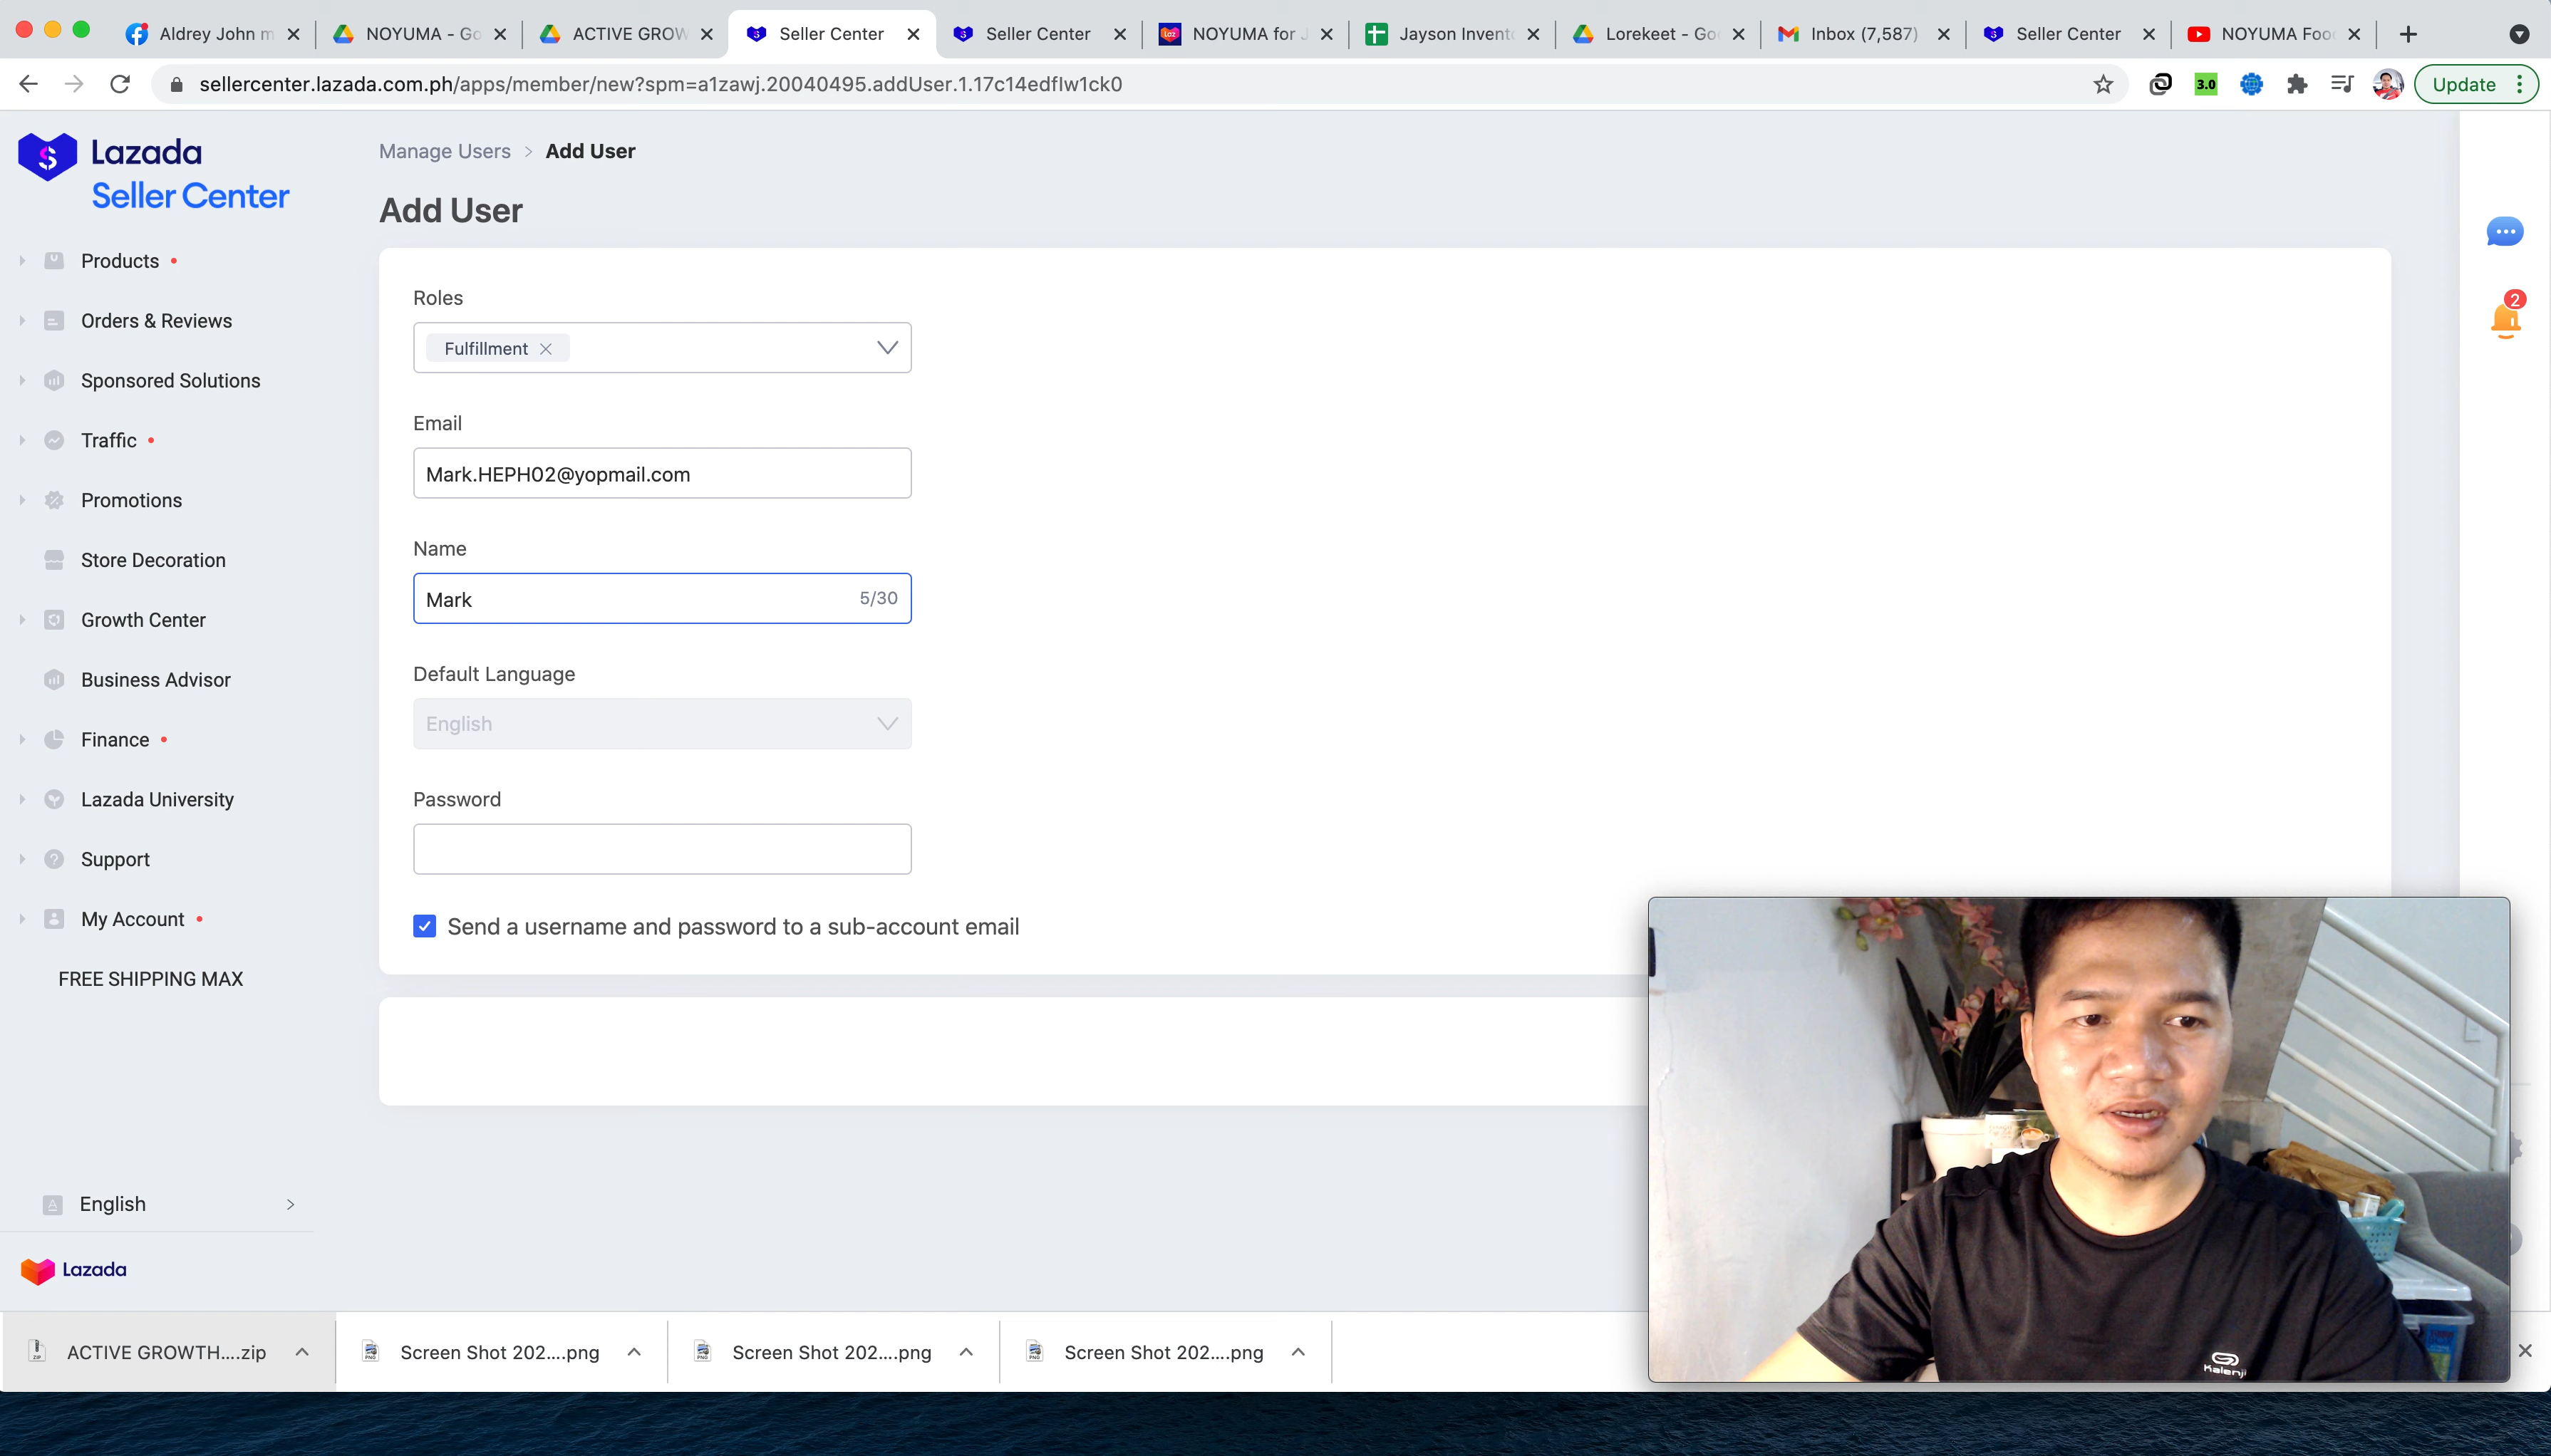 Aldrey John m
NOYUMA - Go
ACTIVE GROW
Seller Center
Seller Center
NOYUMA for J
Jayson Invento
Lorekeet - Go
Inbox (7,587)
Seller Center
NOYUMA Foo
sellercenter.lazada.com.ph/apps/member/new?spm=a1zawj.20040495.addUser.1.17c14edfIw1ck0
3.0
Update
Lazada
Seller Center
Products
Orders & Reviews
Sponsored Solutions
Traffic
Promotions
Store Decoration
Growth Center
Business Advisor
Finance
Lazada University
Support
My Account
FREE SHIPPING MAX
English
Lazada
Manage Users > Add User
Add User
Roles
Fulfillment
Email
Mark.HEPH02@yopmail.com
Name
Mark
5/30
Default Language
English
Password
Send a username and password to a sub-account email
2
Kalenji
ACTIVE GROWTH....zip
Screen Shot 202....png
Screen Shot 202....png
Screen Shot 202....png